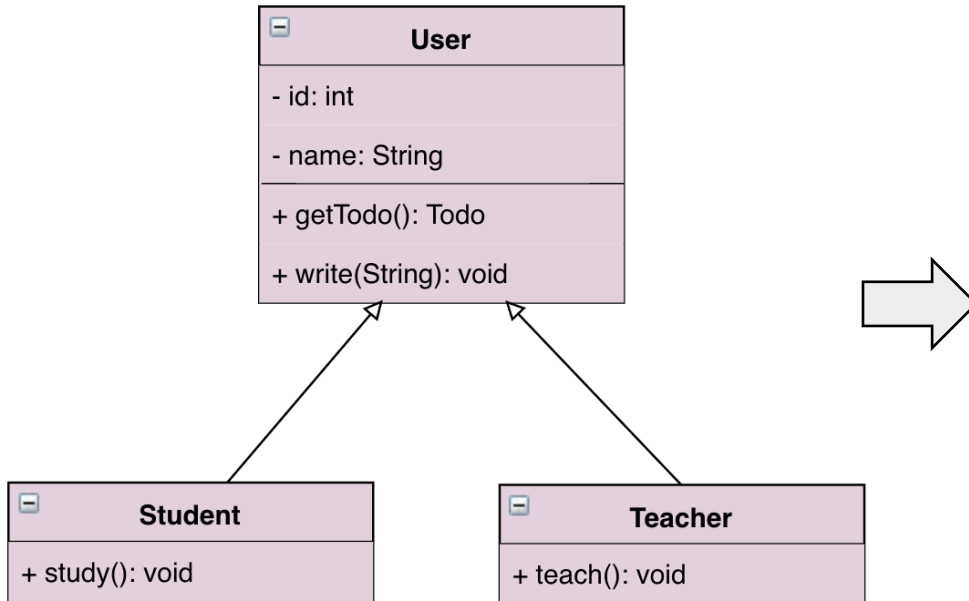 User
- id: int
- name: String
+ getTodo(): Todo
+ write(String): void
Student
+ study(): void
Teacher
+ teach(): void